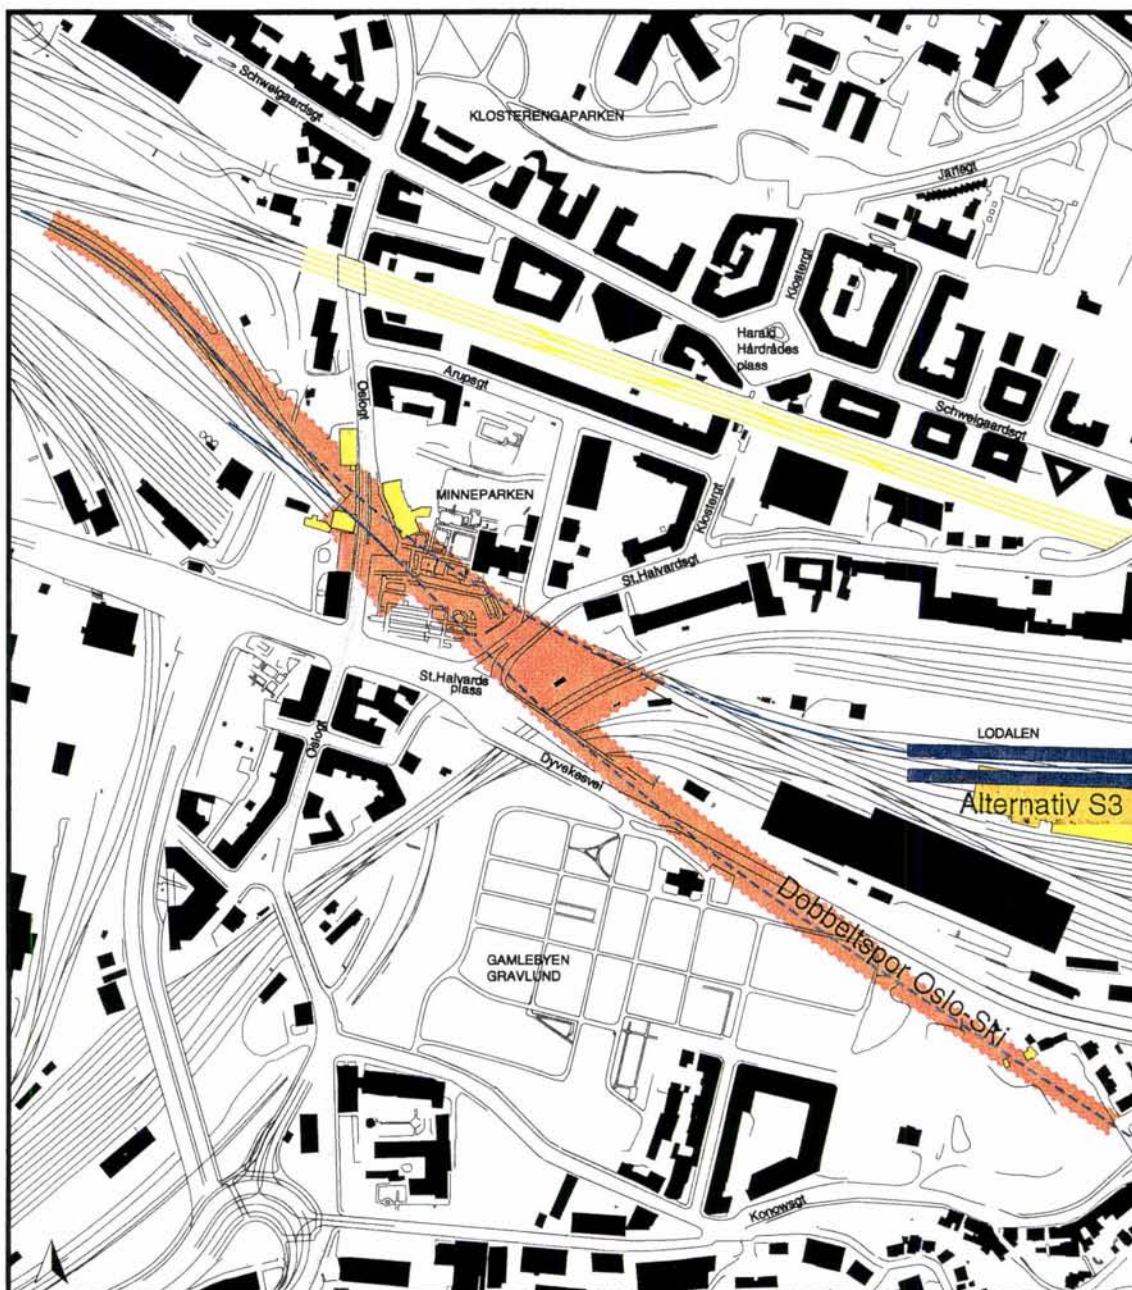 Schweigaardsgt
KLOSTERENGAPARKEN
Jarlegt
Klostergt
Harald
Hårdrådes
plass
Arupsgt
Oslogt
Schweigaardsgt
MINNEPARKEN
Klostergt
St.Halvardsgt
St.Halvards
plass
Oslogt
LODALEN
Dyvekesvei
Alternativ S3
Dobbeltspor Oslo-Ski
GAMLEBYEN
GRAVLUND
Konowsgt